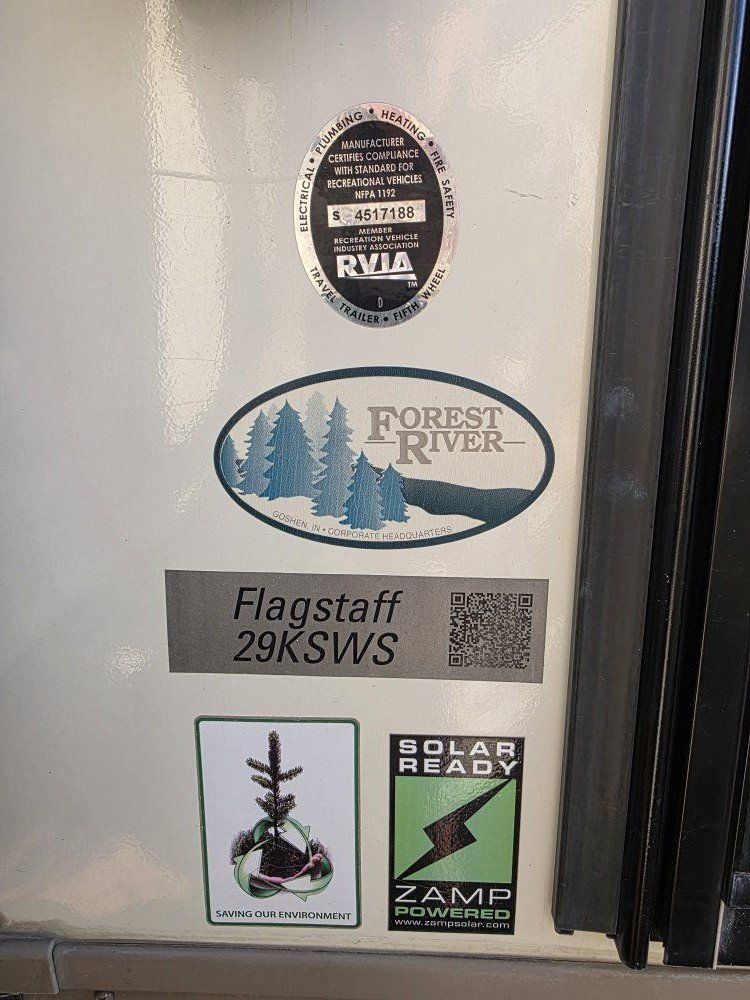 ELECTRICAL • PLUMBING • HEATING • FIRE SAFETY
MANUFACTURER
CERTIFIES COMPLIANCE
WITH STANDARD FOR
RECREATIONAL VEHICLES
NFPA 1192
S 4517188
MEMBER
RECREATION VEHICLE
INDUSTRY ASSOCIATION
RVIA
TM
D
TRAVEL TRAILER • FIFTH WHEEL
FOREST
RIVER
GOSHEN, IN • CORPORATE HEADQUARTERS
Flagstaff
29KSWS
SAVING OUR ENVIRONMENT
SOLAR
READY
ZAMP
POWERED
www.zampsolar.com